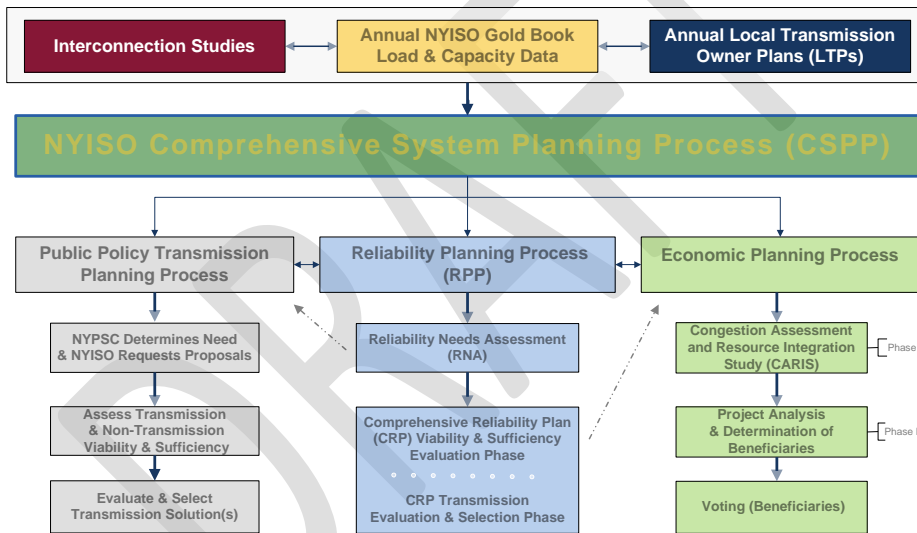 Interconnection Studies
Annual NYISO Gold Book
Load & Capacity Data
Annual Local Transmission
Owner Plans (LTPs)
NYISO Comprehensive System Planning Process (CSPP)
Public Policy Transmission
Planning Process
Reliability Planning Process
(RPP)
Economic Planning Process
NYPSC Determines Need
& NYISO Requests Proposals
Reliability Needs Assessment
(RNA)
Congestion Assessment
and Resource Integration
Study (CARIS)
Phase
Assess Transmission
& Non-Transmission
Viability & Sufficiency
Comprehensive Reliability Plan
(CRP) Viability & Sufficiency
Evaluation Phase
CRP Transmission
Evaluation & Selection Phase
Project Analysis
& Determination of
Beneficiaries
Phase
Evaluate & Select
Transmission Solution(s)
Voting (Beneficiaries)
DRAFT